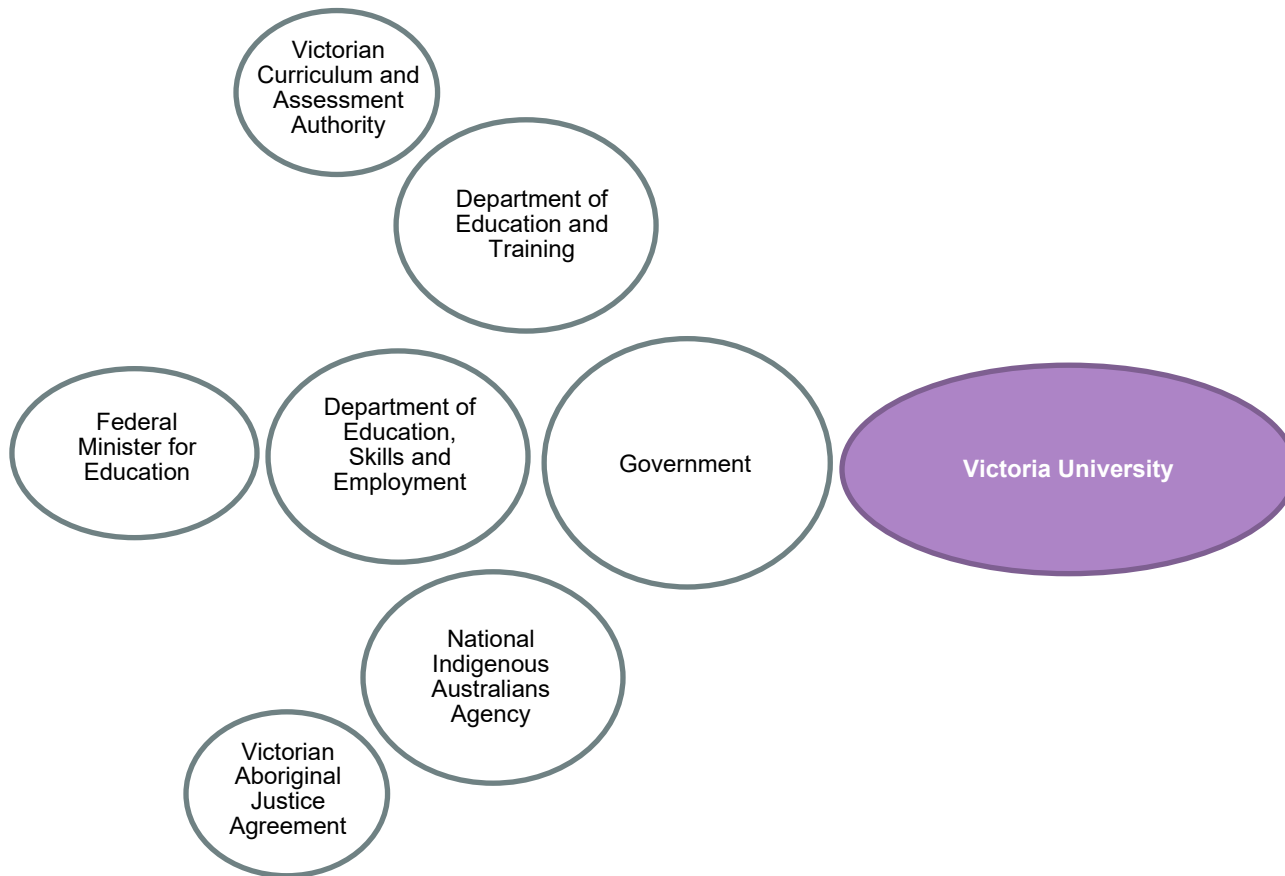 Victorian
Curriculum and
Assessment
Authority
Department of
Education and
Training
Federal
Minister for
Education
Department of
Education,
Skills and
Employment
Government
Victoria University
National
Indigenous
Australians
Agency
Victorian
Aboriginal
Justice
Agreement